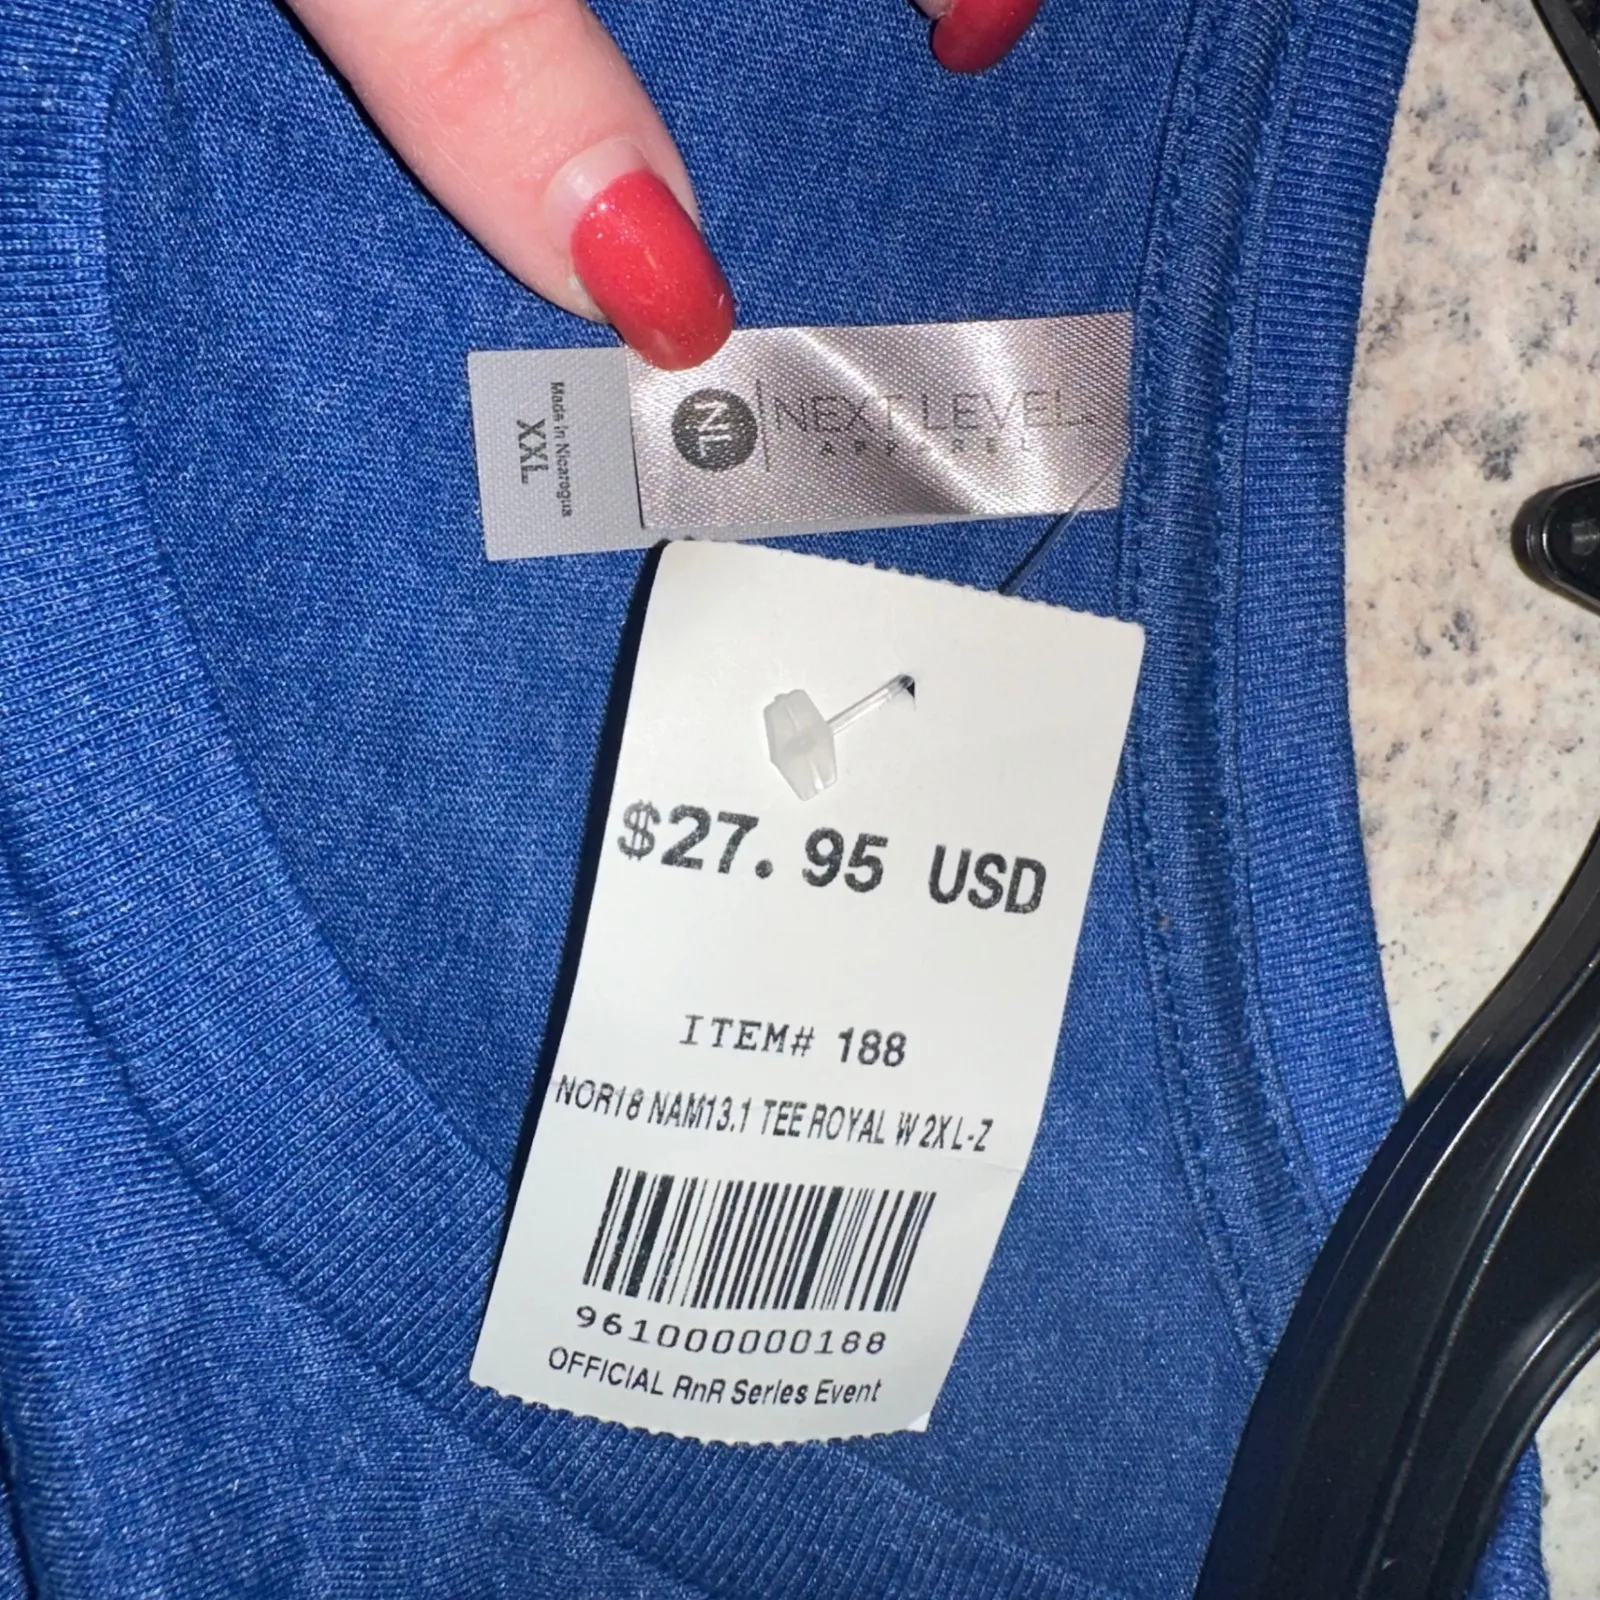 Made in Nicaragua
XXL
NL
NEXT LEVEL
APPAREL
$27.95 USD
ITEM# 188
NOR18 NAM13.1 TEE ROYAL W 2XL-Z
961000000188
OFFICIAL RnR Series Event